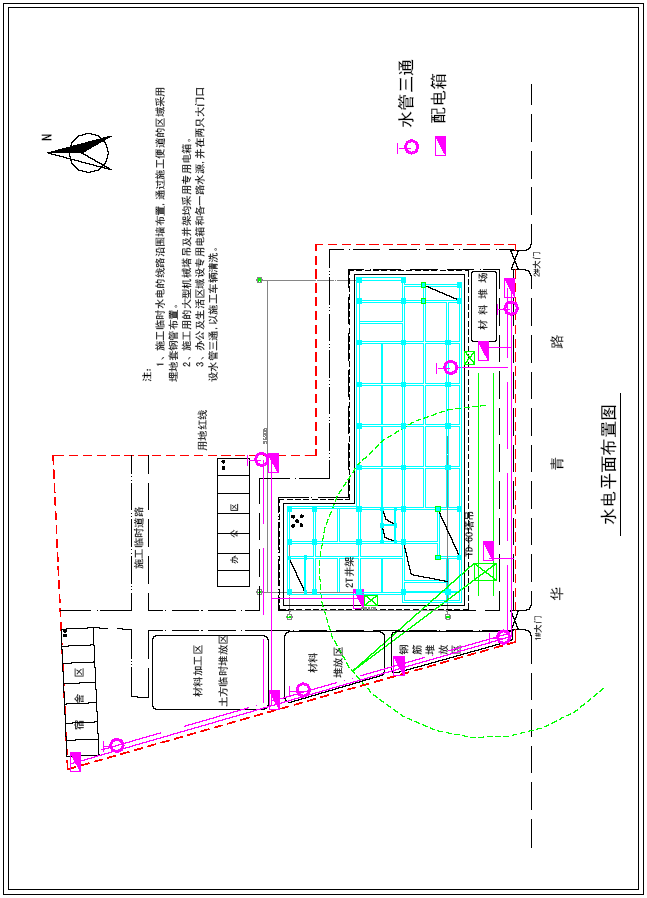 水电平面布置图
注:
1、施工临时水电的线路沿围墙布置,通过施工便道的区域采用
埋地套钢管布置。
2、施工用的大型机械塔吊及井架均采用专用电箱。
3、办公及生活区域设专用电箱和各一路水源,并在两只大门口
设水管三通,以施工车辆清洗。
N
水管三通
配电箱
用地红线
施工临时道路
办 公 区
宿 舍 区
材料加工区
土方临时堆放区
材料
堆放区
钢 筋 堆 放 区
2T井架
TD-60塔吊
材 料 堆 场
1#大门
2#大门
华 青 路